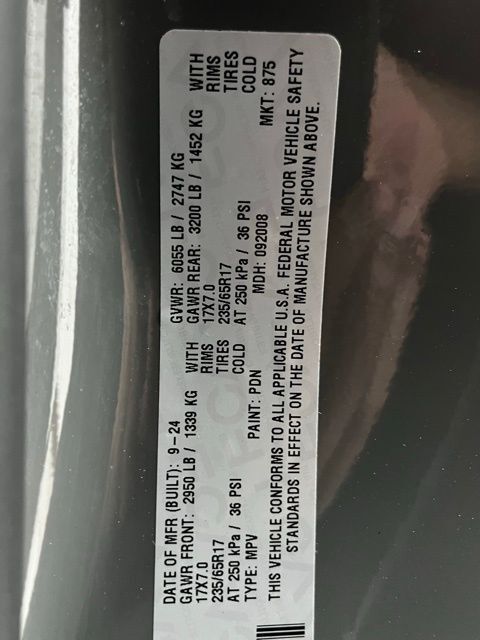 DATE OF MFR (BUILT): 9-24 GVWR: 6055 LB / 2747 KG
GAWR FRONT: 2950 LB / 1339 KG WITH GAWR REAR: 3200 LB / 1452 KG WITH
17X7.0 RIMS 17X7.0 RIMS
235/65R17 TIRES 235/65R17 TIRES
AT 250 kPa / 36 PSI COLD AT 250 kPa / 36 PSI COLD
TYPE: MPV PAINT: PDN MDH: 092008 MKT: 875
THIS VEHICLE CONFORMS TO ALL APPLICABLE U.S.A. FEDERAL MOTOR VEHICLE SAFETY
STANDARDS IN EFFECT ON THE DATE OF MANUFACTURE SHOWN ABOVE.